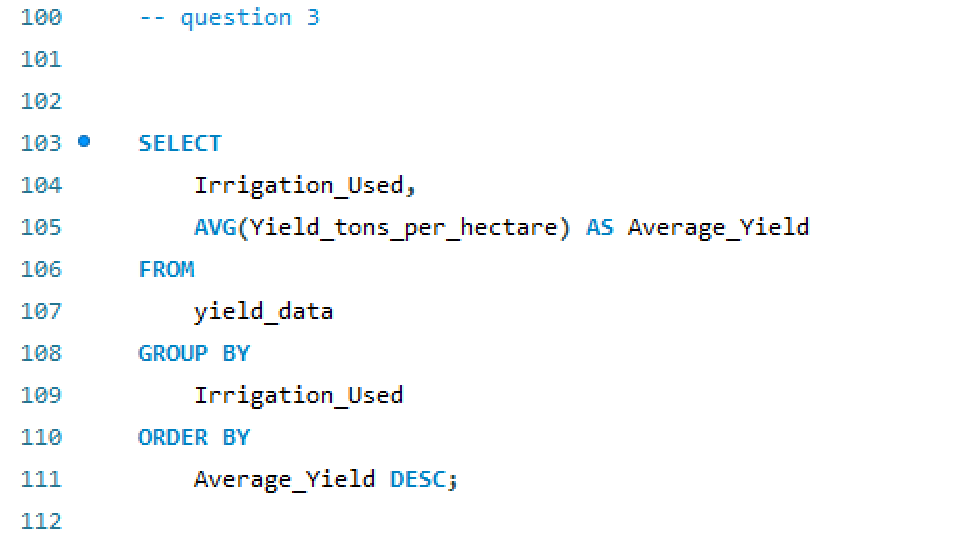 100 -- question 3
101
102
103 SELECT
104 Irrigation_Used,
105 AVG(Yield_tons_per_hectare) AS Average_Yield
106 FROM
107 yield_data
108 GROUP BY
109 Irrigation_Used
110 ORDER BY
111 Average_Yield DESC;
112